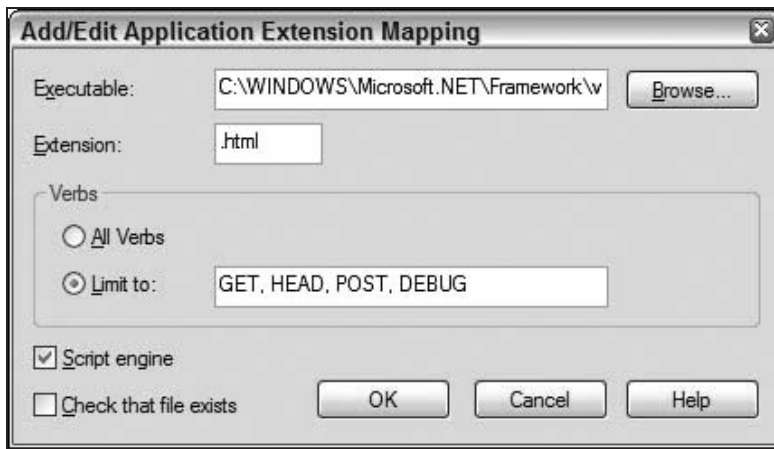 Add/Edit Application Extension Mapping
Executable: C:\WINDOWS\Microsoft.NET\Framework\v Browse...
Extension: .html
Verbs
All Verbs
Limit to: GET, HEAD, POST, DEBUG
Script engine
Check that file exists OK Cancel Help